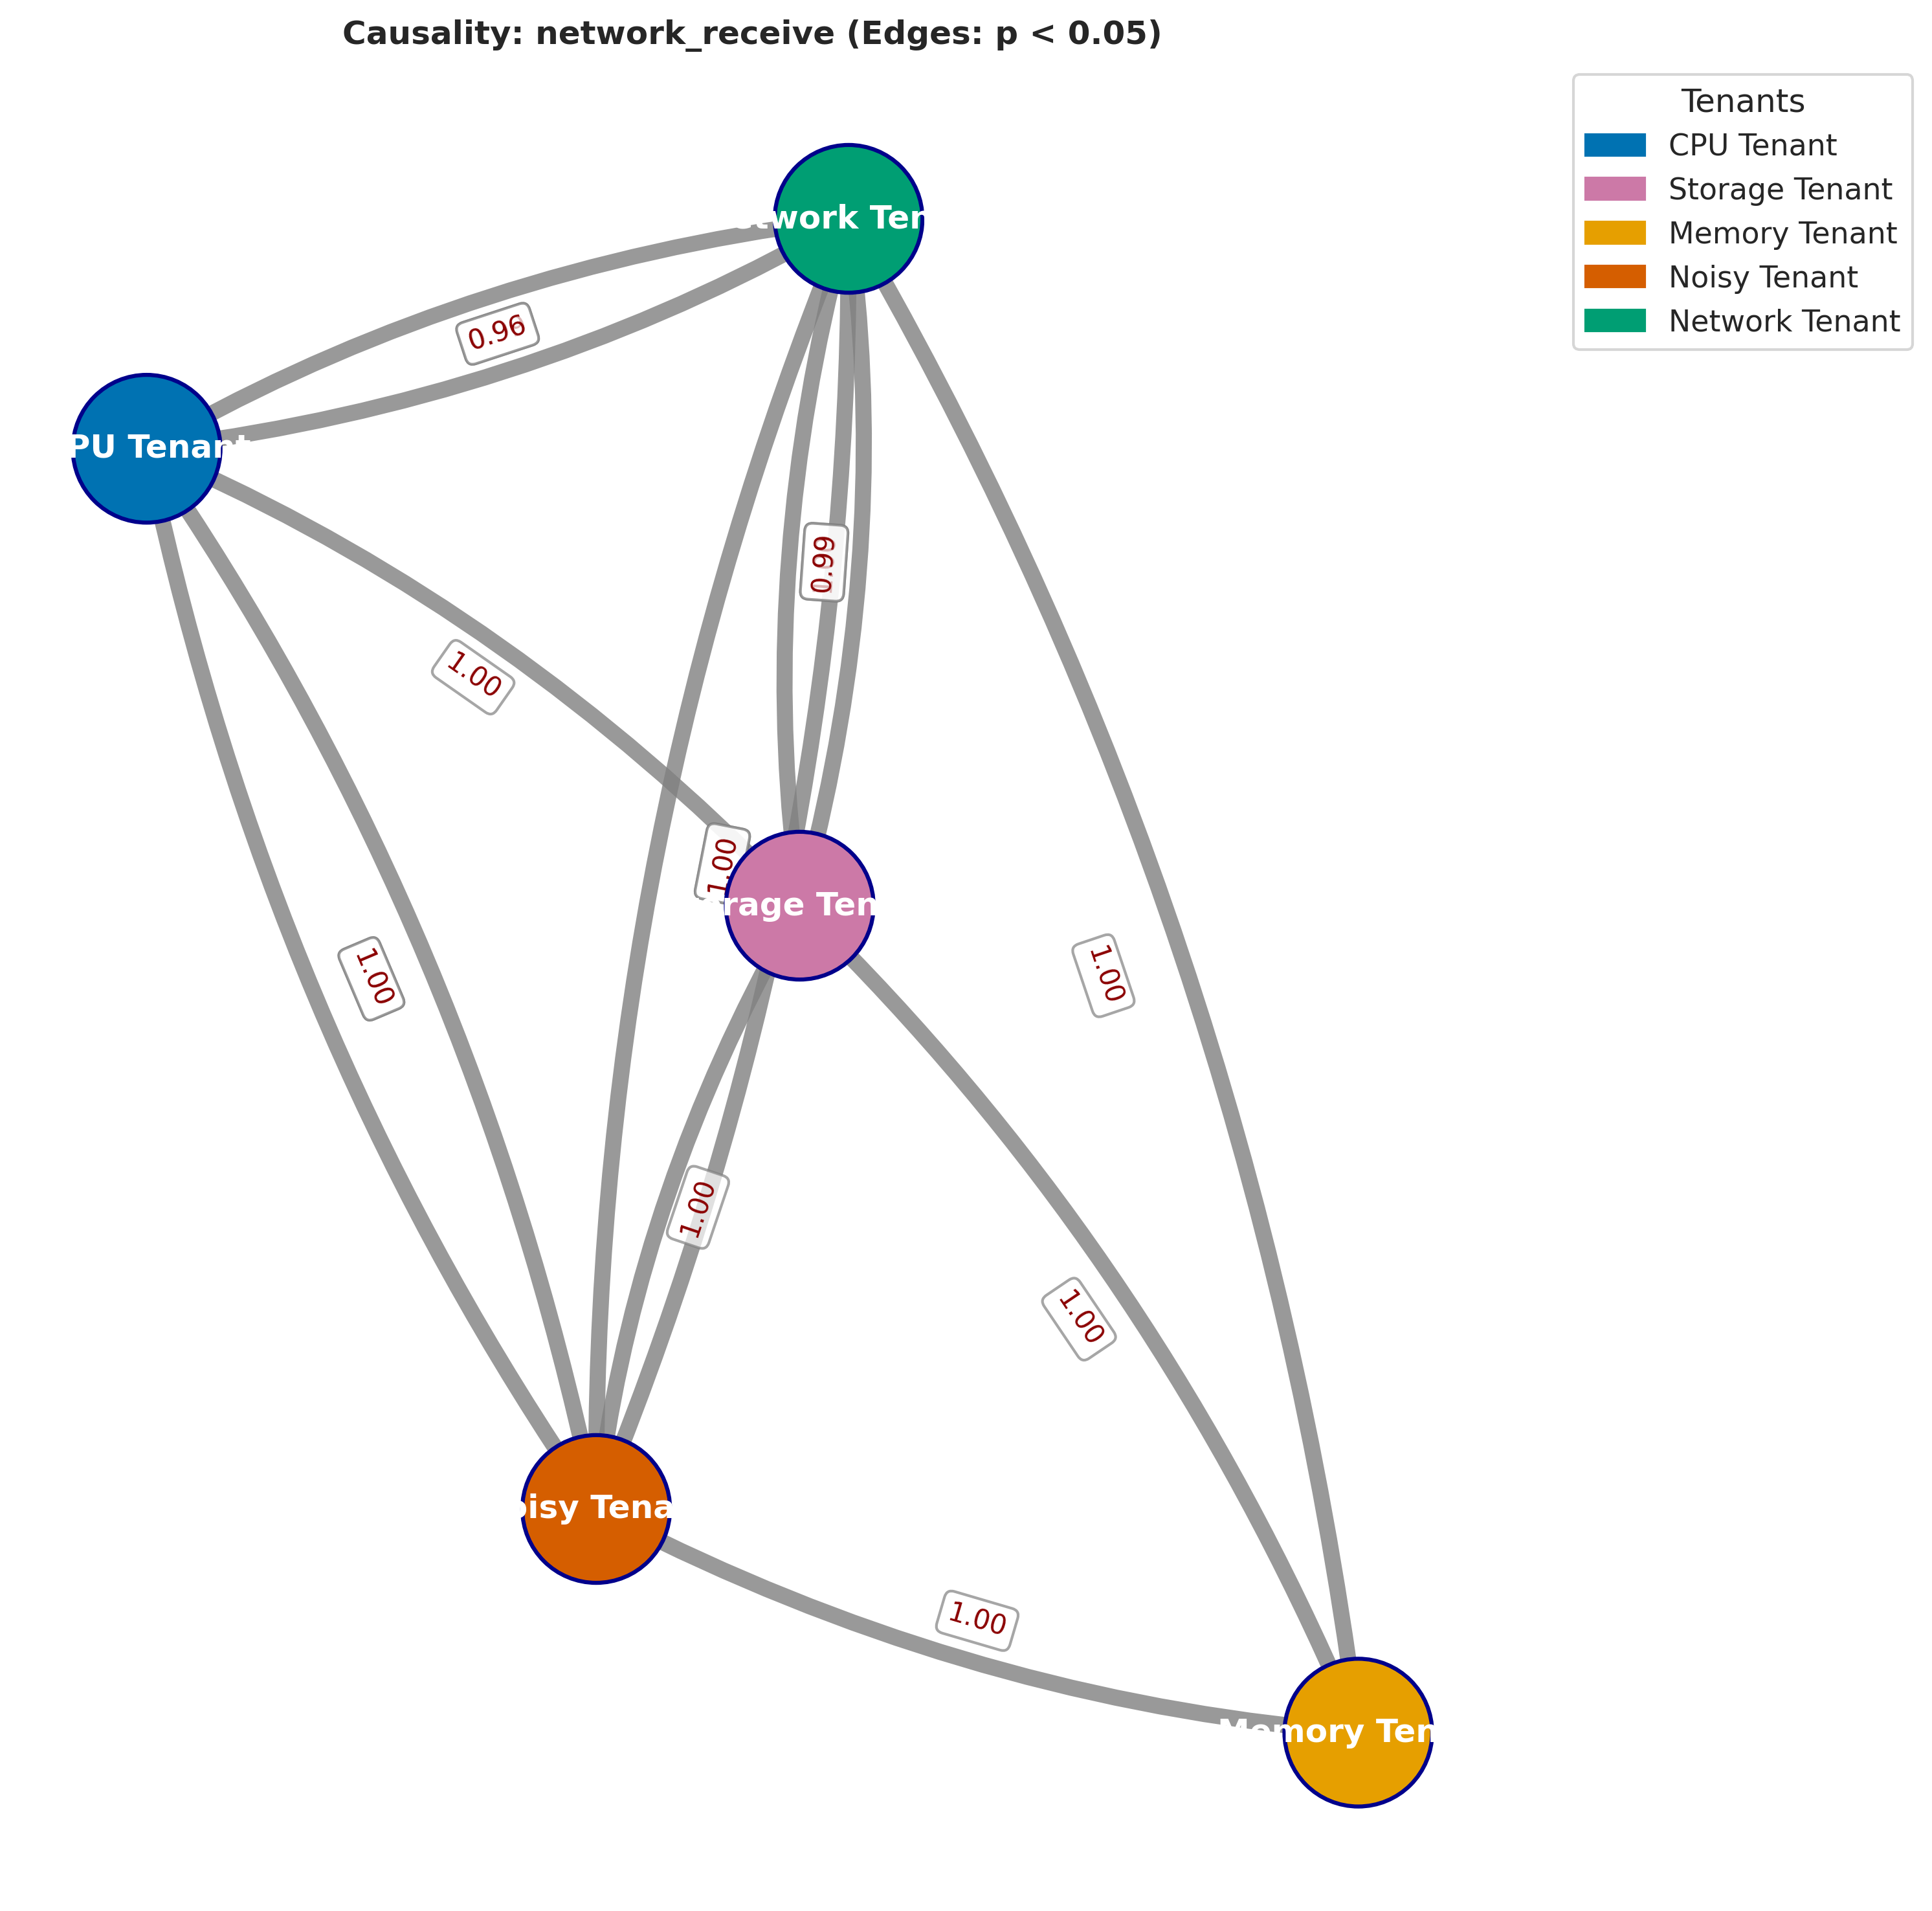 Causality: network_receive (Edges: p < 0.05)
Tenants
CPU Tenant
Storage Tenant
Memory Tenant
Noisy Tenant
Network Tenant
twork Ten
0.96
PU Tenant
0.99
1.00
1.00
rage Ten
1.00
1.00
1.00
1.00
isy Tena
1.00
Memory Ten